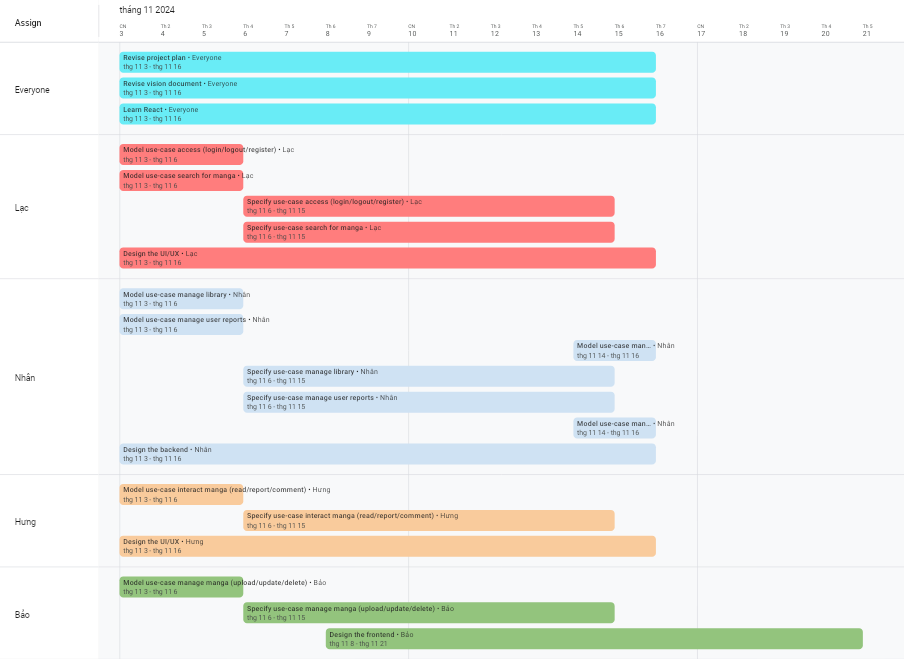 Assign
tháng 11 2024
CN Th 2 Th 3 Th 4 Th 5 Th 6 Th 7 CN Th 2 Th 3 Th 4 Th 5 Th 6 Th 7 CN Th 2 Th 3 Th 4 Th 5
3 4 5 6 7 8 9 10 11 12 13 14 15 16 17 18 19 20 21
Everyone
Revise project plan • Everyone
thg 11 3 - thg 11 16
Revise vision document • Everyone
thg 11 3 - thg 11 16
Learn React • Everyone
thg 11 3 - thg 11 16
Lạc
Model use-case access (login/logout/register) • Lạc
thg 11 3 - thg 11 6
Model use-case search for manga • Lạc
thg 11 3 - thg 11 6
Specify use-case access (login/logout/register) • Lạc
thg 11 6 - thg 11 15
Specify use-case search for manga • Lạc
thg 11 6 - thg 11 15
Design the UI/UX • Lạc
thg 11 3 - thg 11 16
Nhân
Model use-case manage library • Nhân
thg 11 3 - thg 11 6
Model use-case manage user reports • Nhân
thg 11 3 - thg 11 6
Model use-case man... • Nhân
thg 11 14 - thg 11 16
Specify use-case manage library • Nhân
thg 11 6 - thg 11 15
Specify use-case manage user reports • Nhân
thg 11 6 - thg 11 15
Model use-case man... • Nhân
thg 11 14 - thg 11 16
Design the backend • Nhân
thg 11 3 - thg 11 16
Hưng
Model use-case interact manga (read/report/comment) • Hưng
thg 11 3 - thg 11 6
Specify use-case interact manga (read/report/comment) • Hưng
thg 11 6 - thg 11 15
Design the UI/UX • Hưng
thg 11 3 - thg 11 16
Bảo
Model use-case manage manga (upload/update/delete) • Bảo
thg 11 3 - thg 11 6
Specify use-case manage manga (upload/update/delete) • Bảo
thg 11 6 - thg 11 15
Design the frontend • Bảo
thg 11 8 - thg 11 21